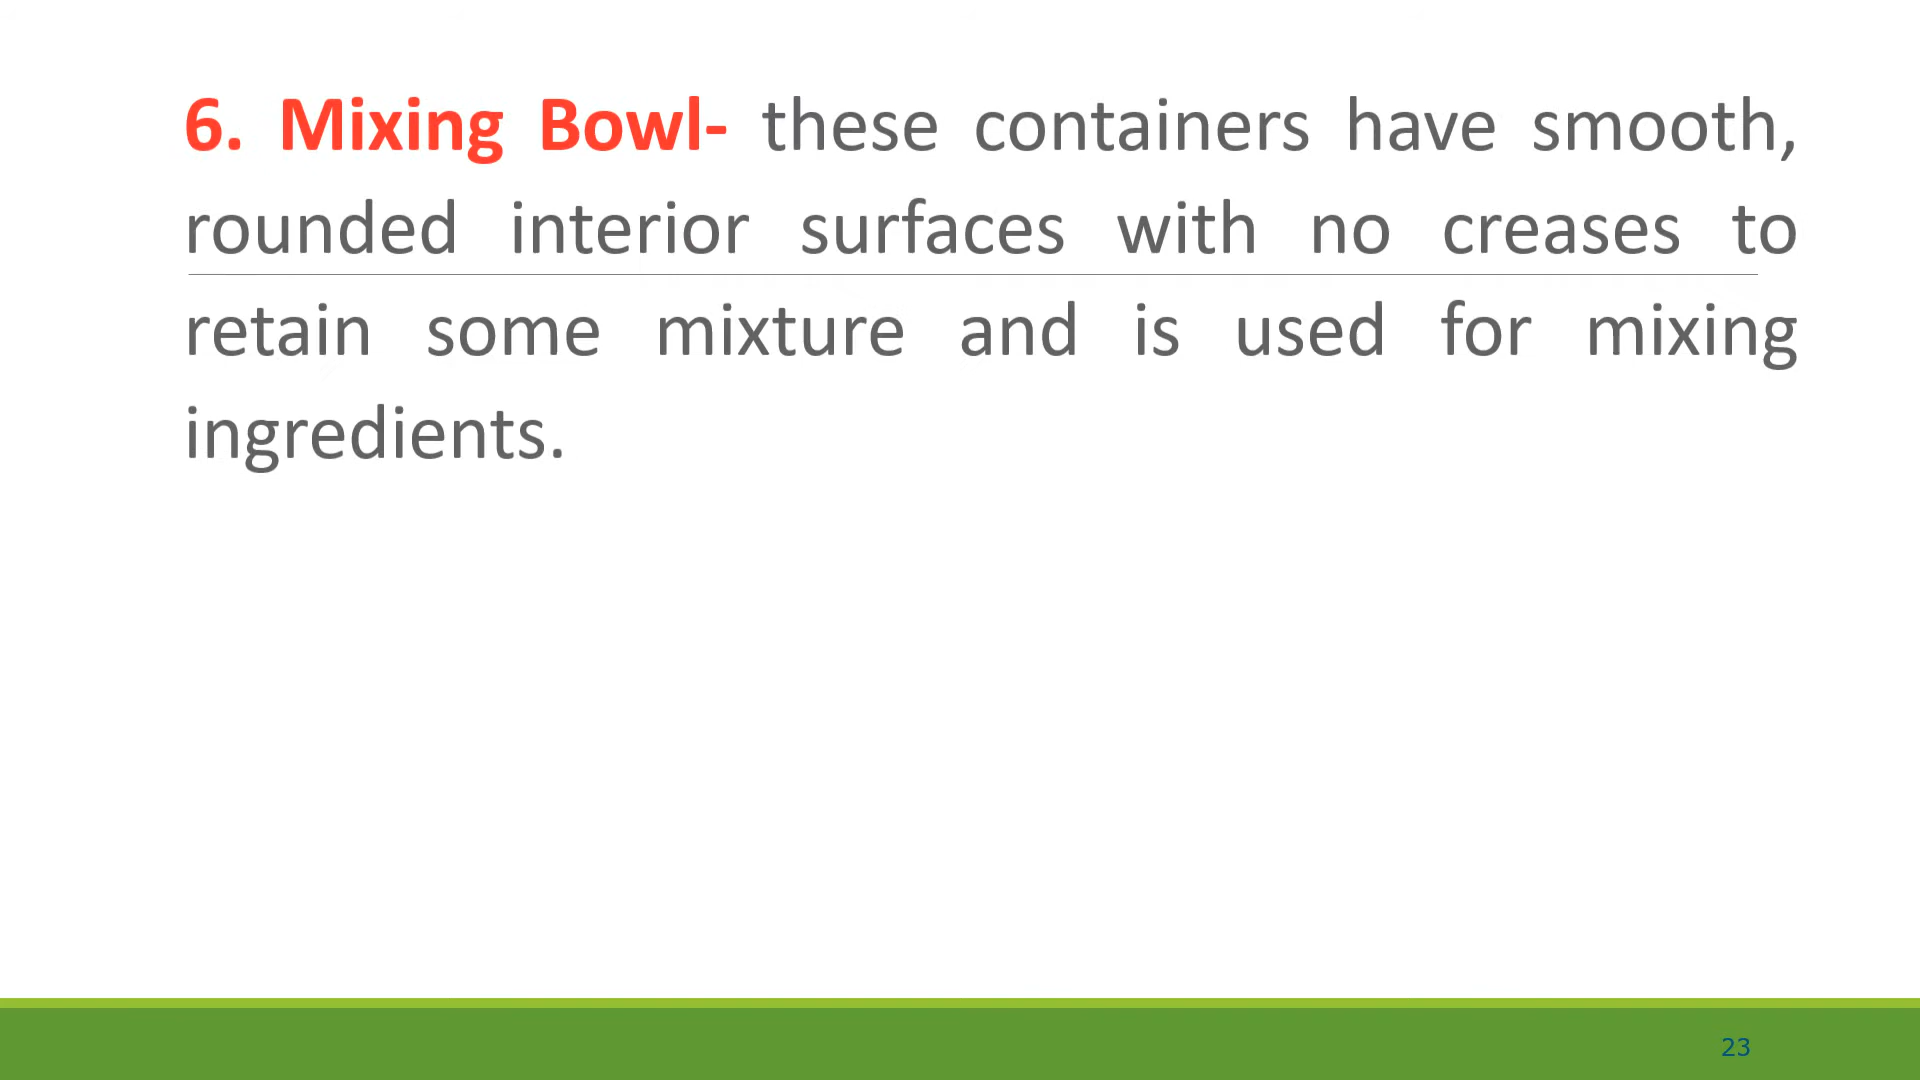 6. Mixing Bowl- these containers have smooth,
rounded interior surfaces with no creases to
retain some mixture and is used for mixing
ingredients.
23